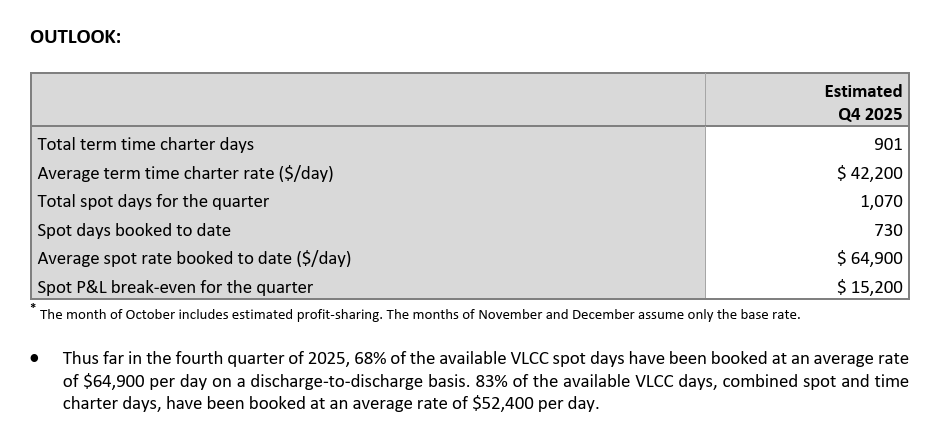 OUTLOOK:
Estimated
Q4 2025
Total term time charter days 901
Average term time charter rate ($/day) $ 42,200
Total spot days for the quarter 1,070
Spot days booked to date 730
Average spot rate booked to date ($/day) $ 64,900
Spot P&L break-even for the quarter $ 15,200
* The month of October includes estimated profit-sharing. The months of November and December assume only the base rate.
● Thus far in the fourth quarter of 2025, 68% of the available VLCC spot days have been booked at an average rate
of $64,900 per day on a discharge-to-discharge basis. 83% of the available VLCC days, combined spot and time
charter days, have been booked at an average rate of $52,400 per day.